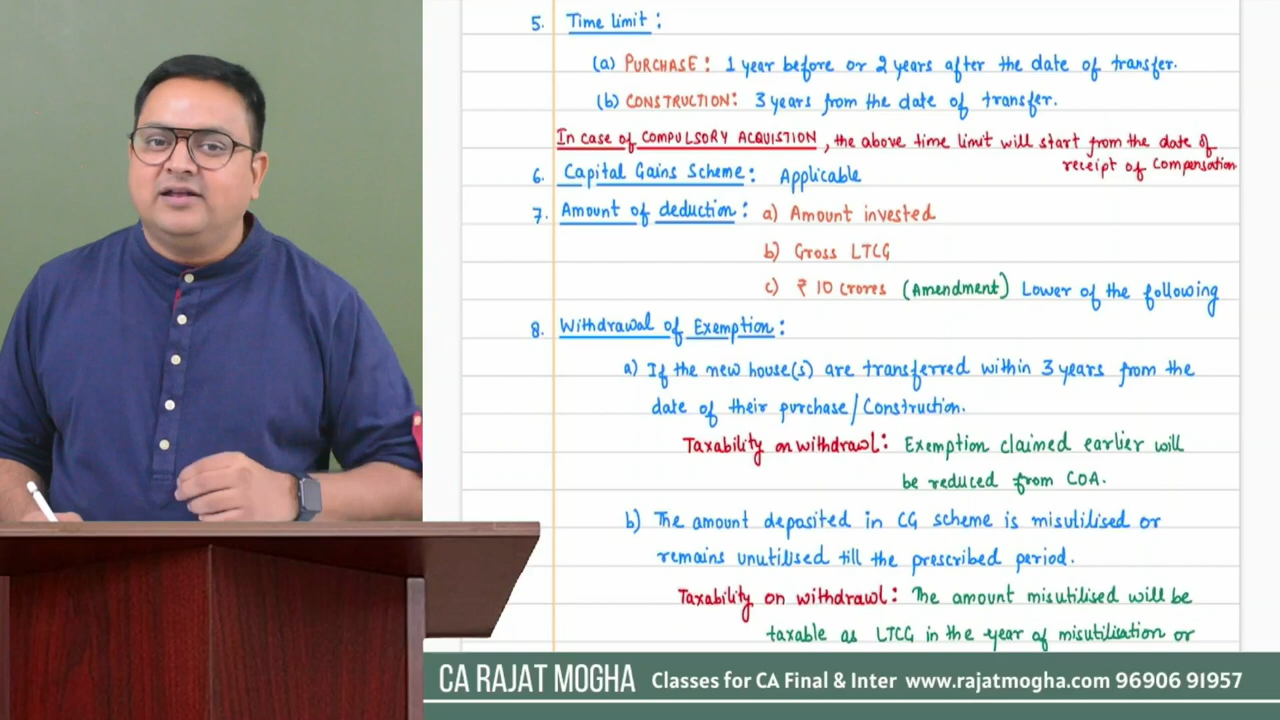 5. Time limit :
(a) PURCHASE : 1 year before or 2 years after the date of transfer.
(b) CONSTRUCTION : 3 years from the date of transfer.
In case of COMPULSORY ACQUISTION, the above time limit will start from the date of
receipt of Compensation
6. Capital Gains Scheme : Applicable
7. Amount of deduction : a) Amount invested
b) Gross LTCG
c) ₹ 10 crores (Amendment) Lower of the following
8. Withdrawal of Exemption :
a) If the new house(s) are transferred within 3 years from the
date of their purchase/Construction.
Taxability on withdrawl : Exemption claimed earlier will
be reduced from COA.
b) The amount deposited in CG scheme is misutilised or
remains unutilised till the prescribed period.
Taxability on withdrawl : The amount misutilised will be
taxable as LTCG in the year of misutilisation or
CA RAJAT MOGHA Classes for CA Final & Inter www.rajatmogha.com 96906 91957